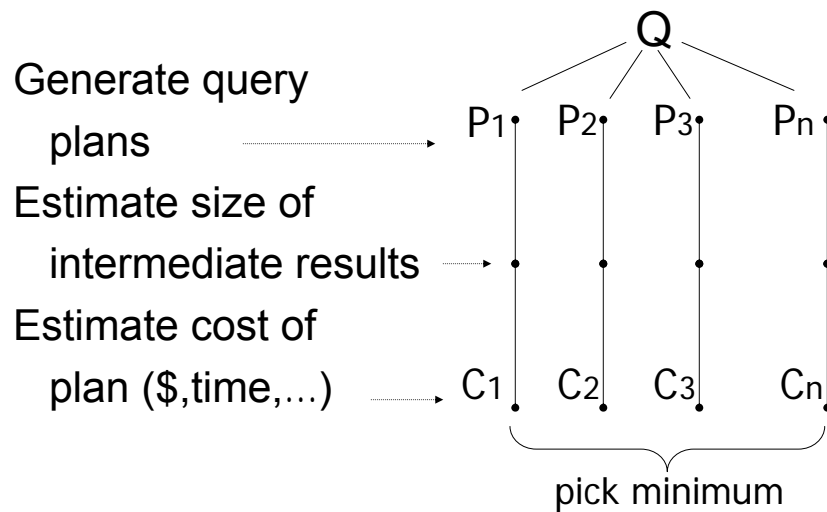 Q
Generate query
plans
P1 P2 P3 Pn
Estimate size of
intermediate results
Estimate cost of
plan ($,time,...)
C1 C2 C3 Cn
pick minimum